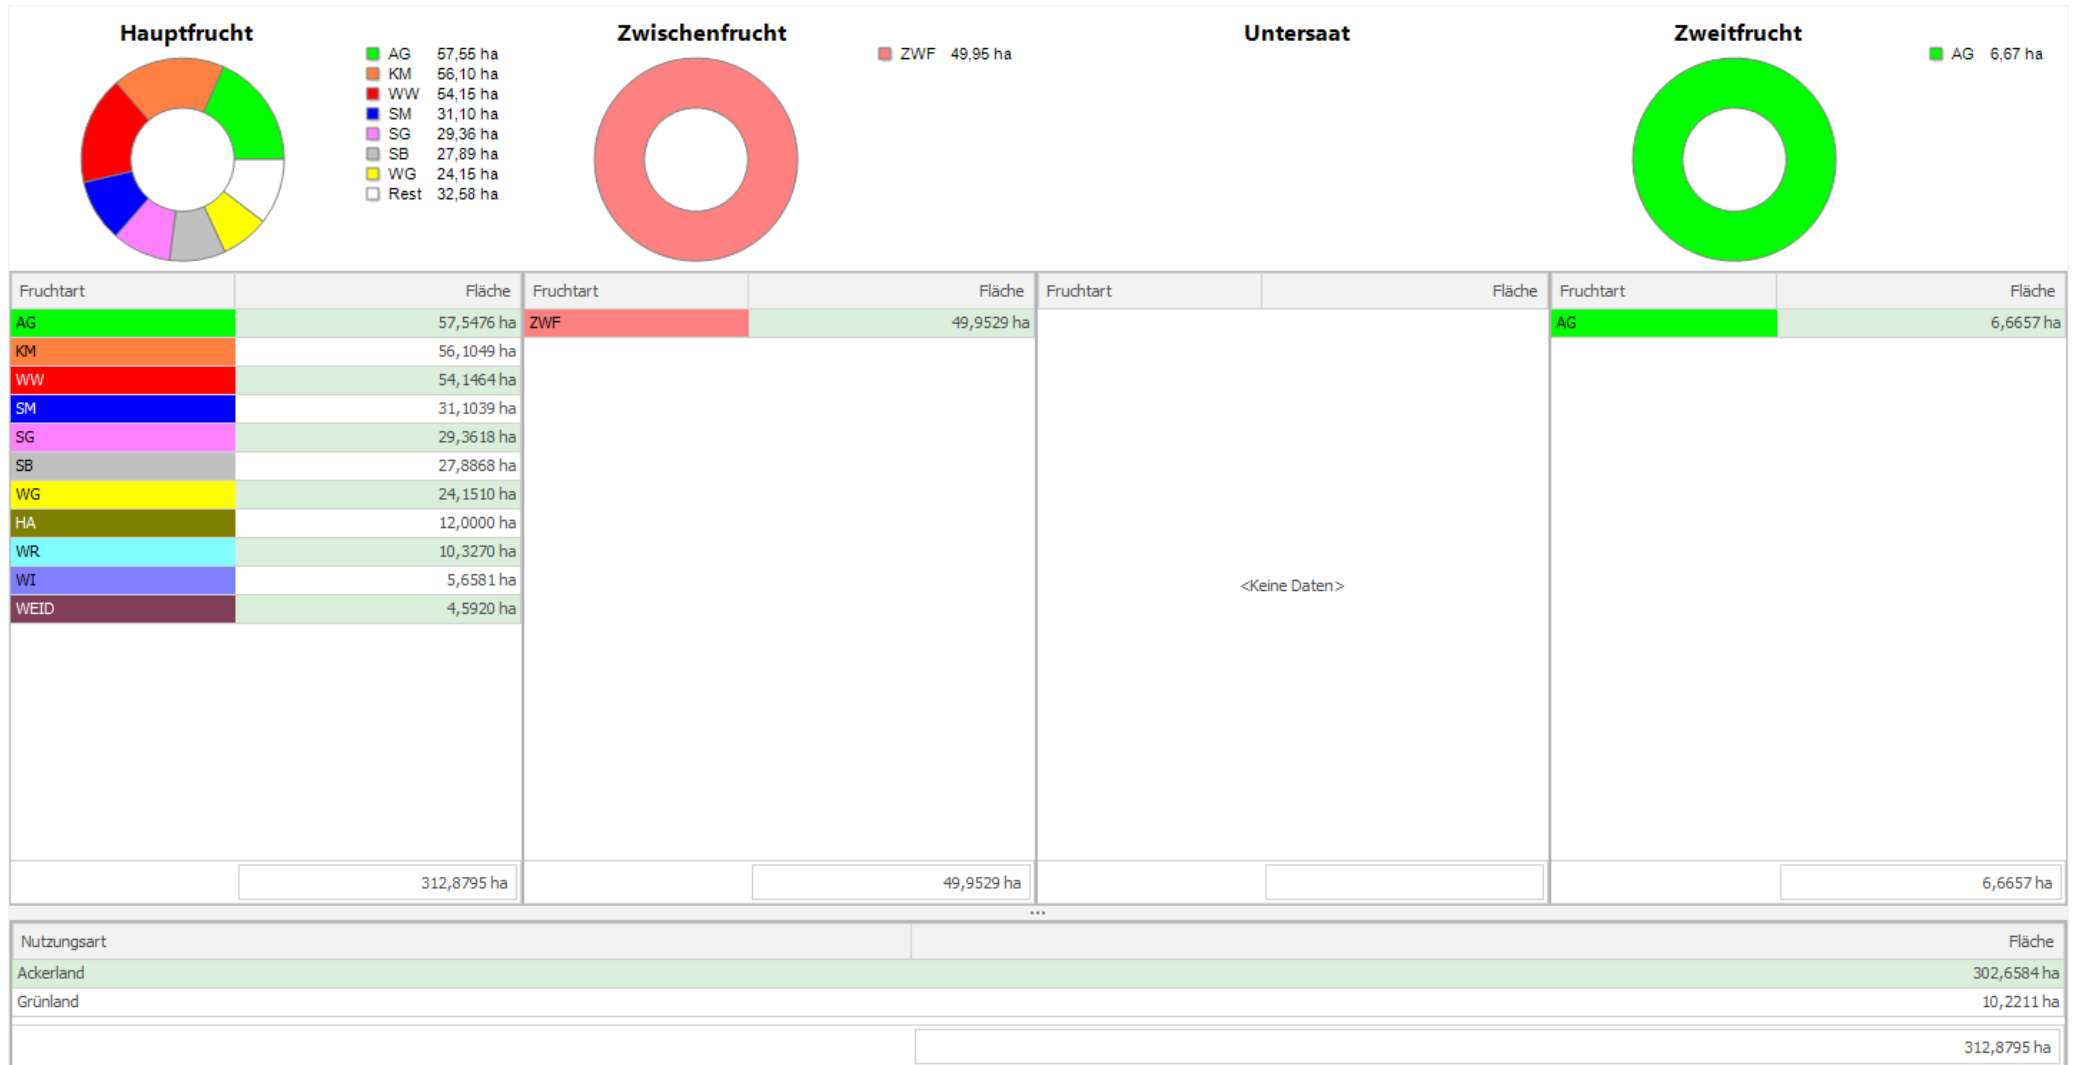 Hauptfrucht
AG 57,55 ha
KM 56,10 ha
WW 54,15 ha
SM 31,10 ha
SG 29,36 ha
SB 27,89 ha
WG 24,15 ha
Rest 32,58 ha
Zwischenfrucht
ZWF 49,95 ha
Untersaat
Zweitfrucht
AG 6,67 ha
Fruchtart Fläche
AG 57,5476 ha
KM 56,1049 ha
WW 54,1464 ha
SM 31,1039 ha
SG 29,3618 ha
SB 27,8868 ha
WG 24,1510 ha
HA 12,0000 ha
WR 10,3270 ha
WI 5,6581 ha
WEID 4,5920 ha
312,8795 ha
Fruchtart Fläche
ZWF 49,9529 ha
49,9529 ha
Fruchtart Fläche
<Keine Daten>
Fruchtart Fläche
AG 6,6657 ha
6,6657 ha
...
Nutzungsart Fläche
Ackerland 302,6584 ha
Grünland 10,2211 ha
312,8795 ha